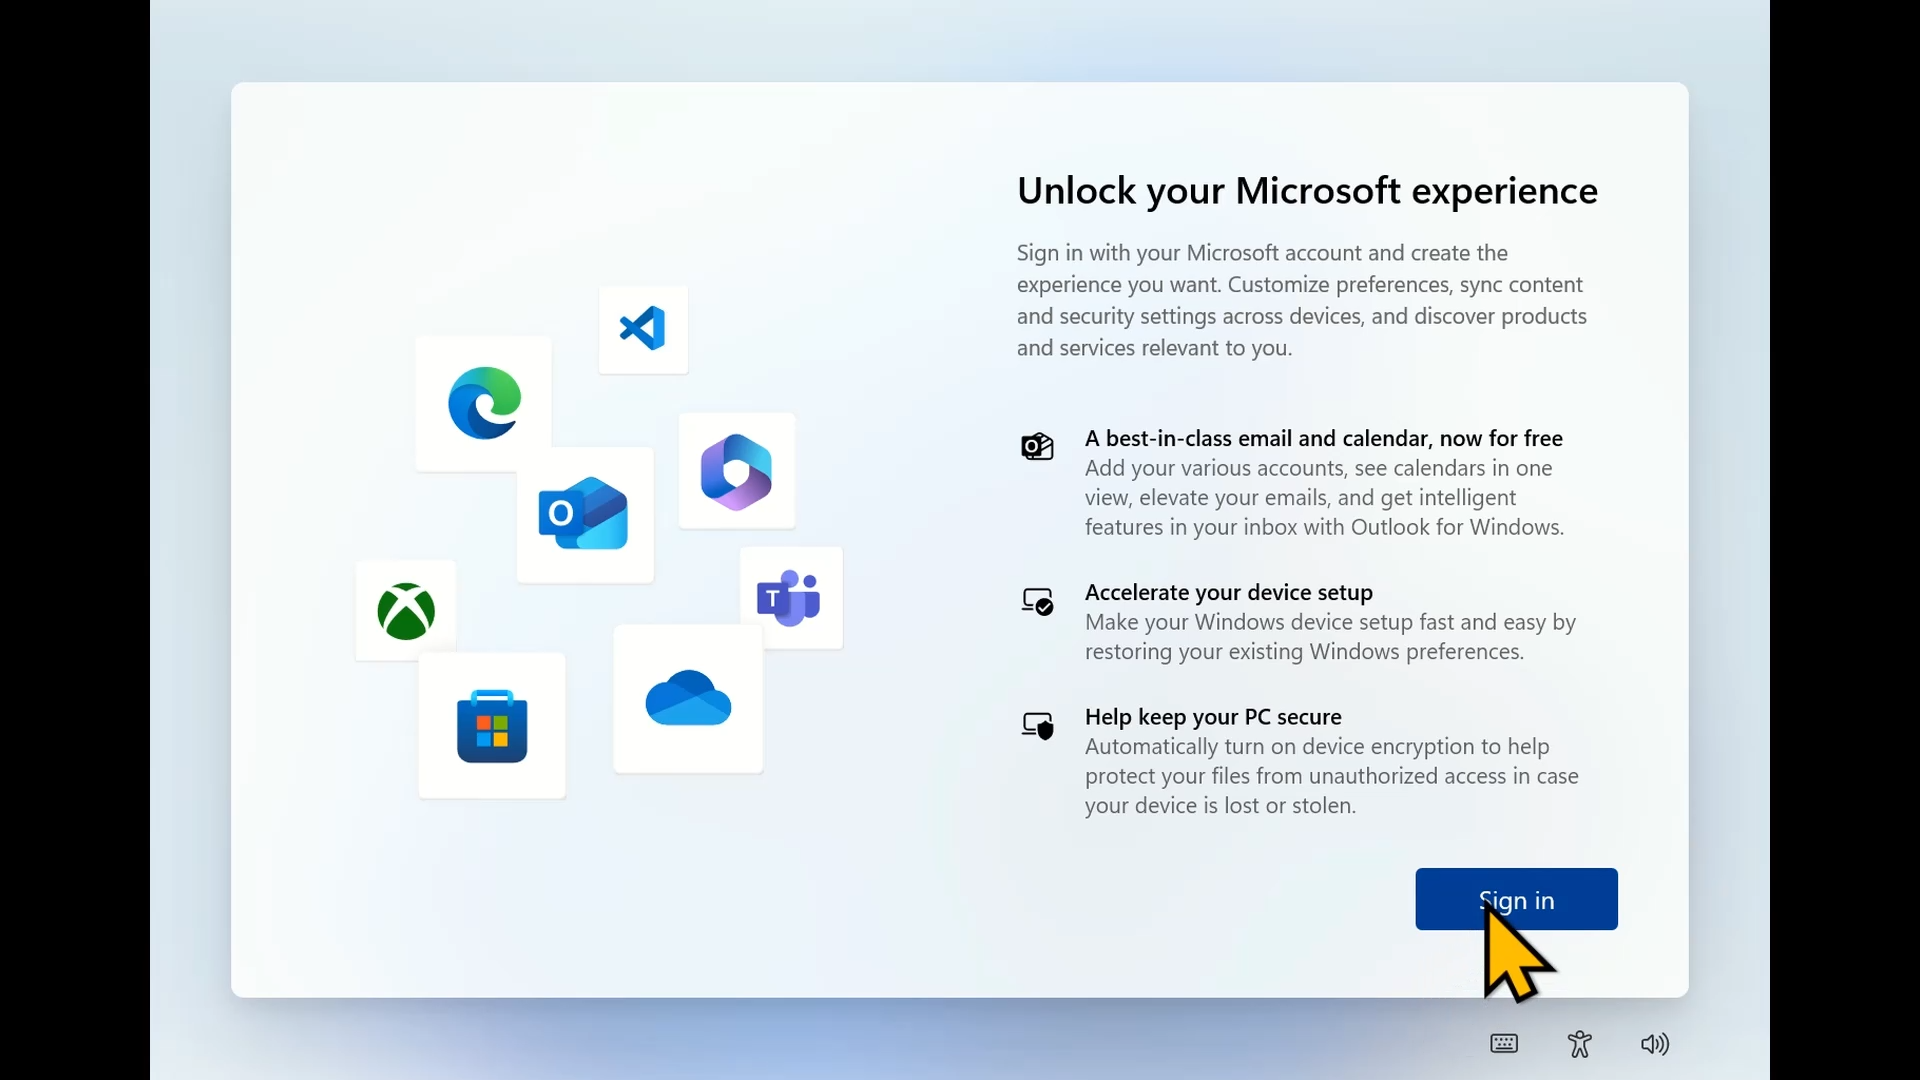 Unlock your Microsoft experience
Sign in with your Microsoft account and create the
experience you want. Customize preferences, sync content
and security settings across devices, and discover products
and services relevant to you.
A best-in-class email and calendar, now for free
Add your various accounts, see calendars in one
view, elevate your emails, and get intelligent
features in your inbox with Outlook for Windows.
Accelerate your device setup
Make your Windows device setup fast and easy by
restoring your existing Windows preferences.
Help keep your PC secure
Automatically turn on device encryption to help
protect your files from unauthorized access in case
your device is lost or stolen.
Sign in